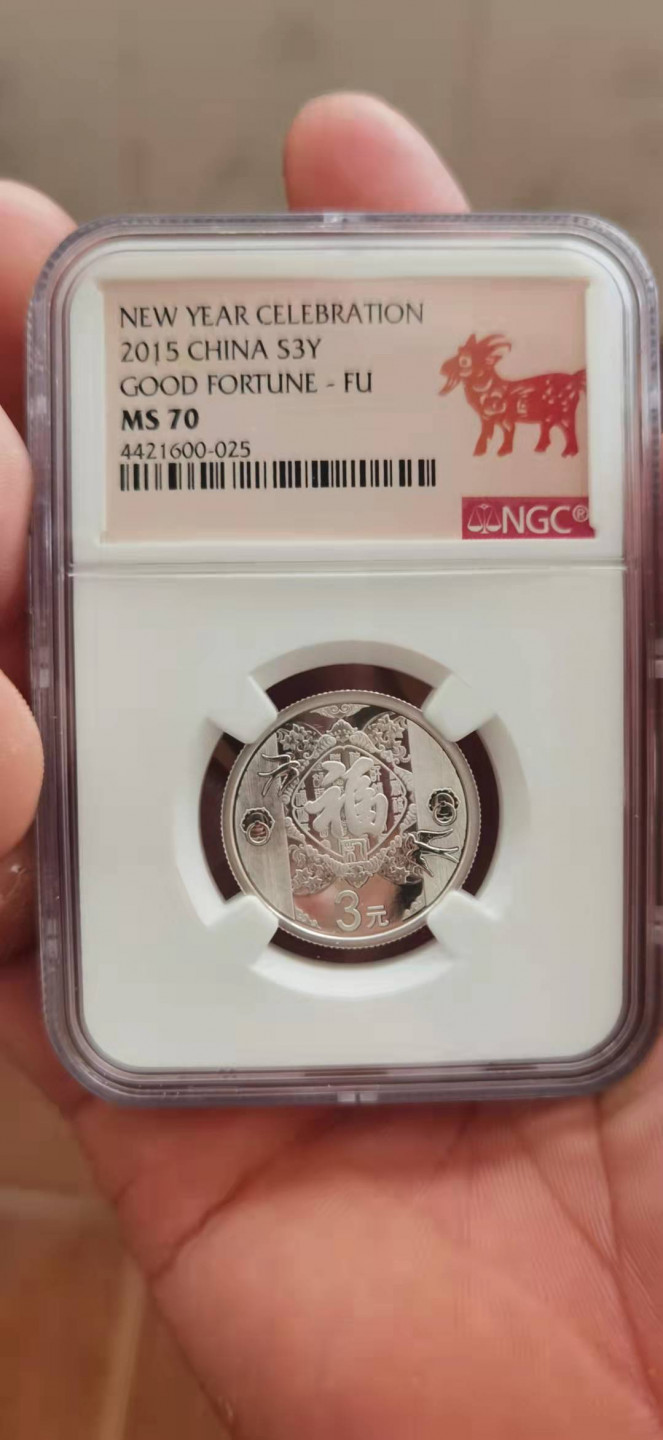 NEW YEAR CELEBRATION
2015 CHINA S3Y
GOOD FORTUNE - FU
MS 70
4421600-025
NGC®
福
3元